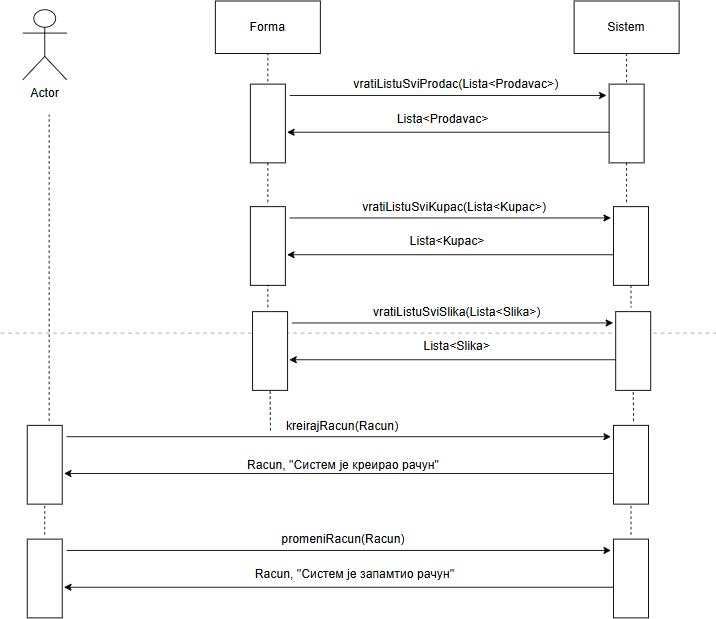 Forma
Sistem
Actor
vratiListuSviProdac(Lista<Prodavac>)
Lista<Prodavac>
vratiListuSviKupac(Lista<Kupac>)
Lista<Kupac>
vratiListuSviSlika(Lista<Slika>)
Lista<Slika>
kreirajRacun(Racun)
Racun, "Систем је креирао рачун"
promeniRacun(Racun)
Racun, "Систем је запамтио рачун"